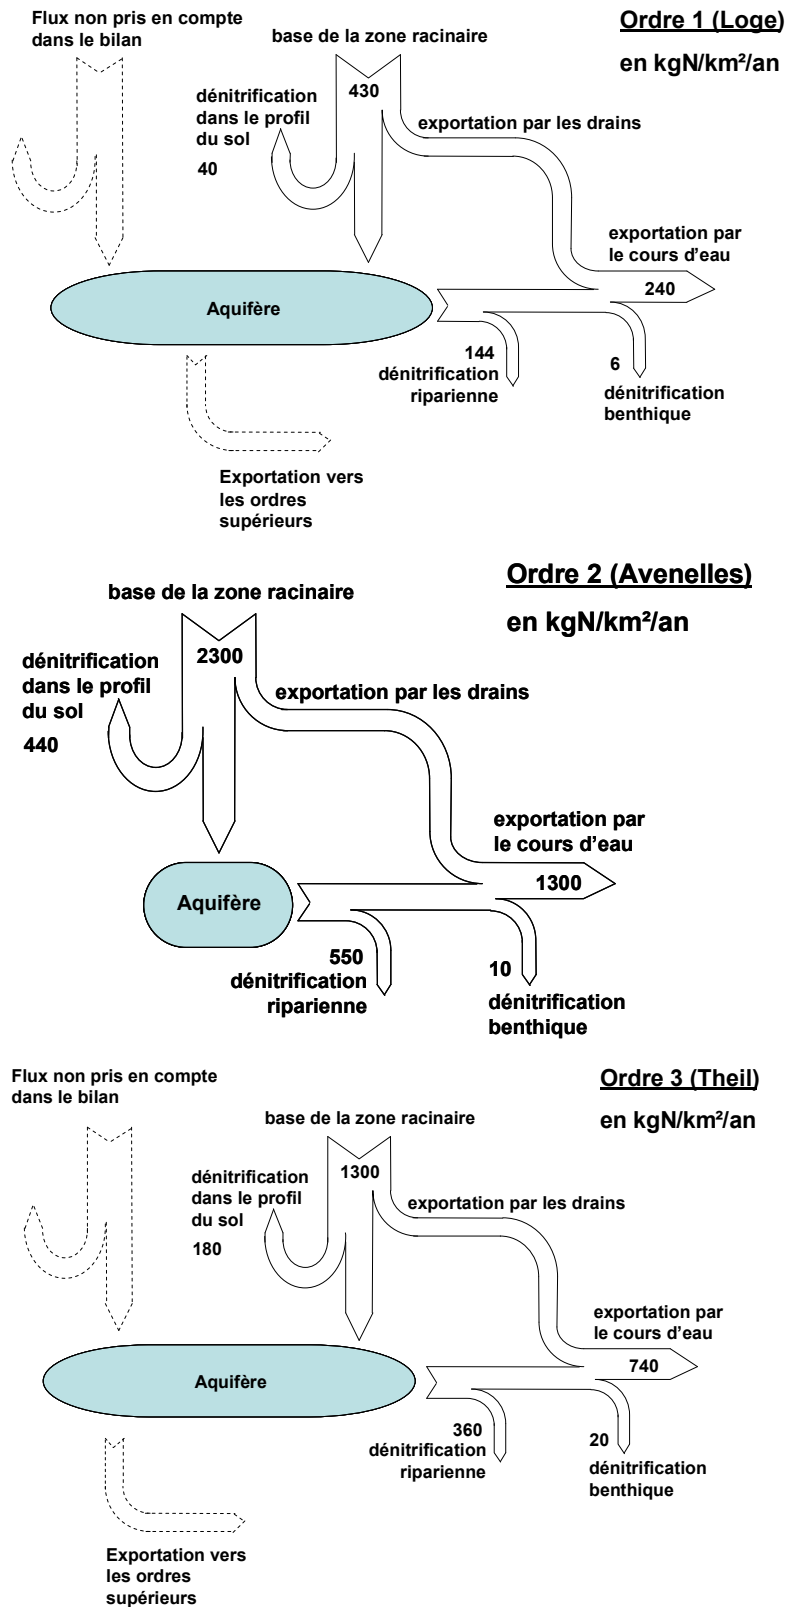 Flux non pris en compte
dans le bilan
base de la zone racinaire
Ordre 1 (Loge)
en kgN/km²/an
430
dénitrification
dans le profil
du sol
40
exportation par les drains
exportation par
le cours d'eau
240
Aquifère
144
dénitrification
riparienne
6
dénitrification
benthique
Exportation vers
les ordres
supérieurs
Ordre 2 (Avenelles)
en kgN/km²/an
base de la zone racinaire
2300
dénitrification
dans le profil
du sol
440
exportation par les drains
exportation par
le cours d'eau
1300
Aquifère
550
dénitrification
riparienne
10
dénitrification
benthique
Flux non pris en compte
dans le bilan
Ordre 3 (Theil)
en kgN/km²/an
base de la zone racinaire
1300
dénitrification
dans le profil
du sol
180
exportation par les drains
exportation par
le cours d'eau
740
Aquifère
360
dénitrification
riparienne
20
dénitrification
benthique
Exportation vers
les ordres
supérieurs